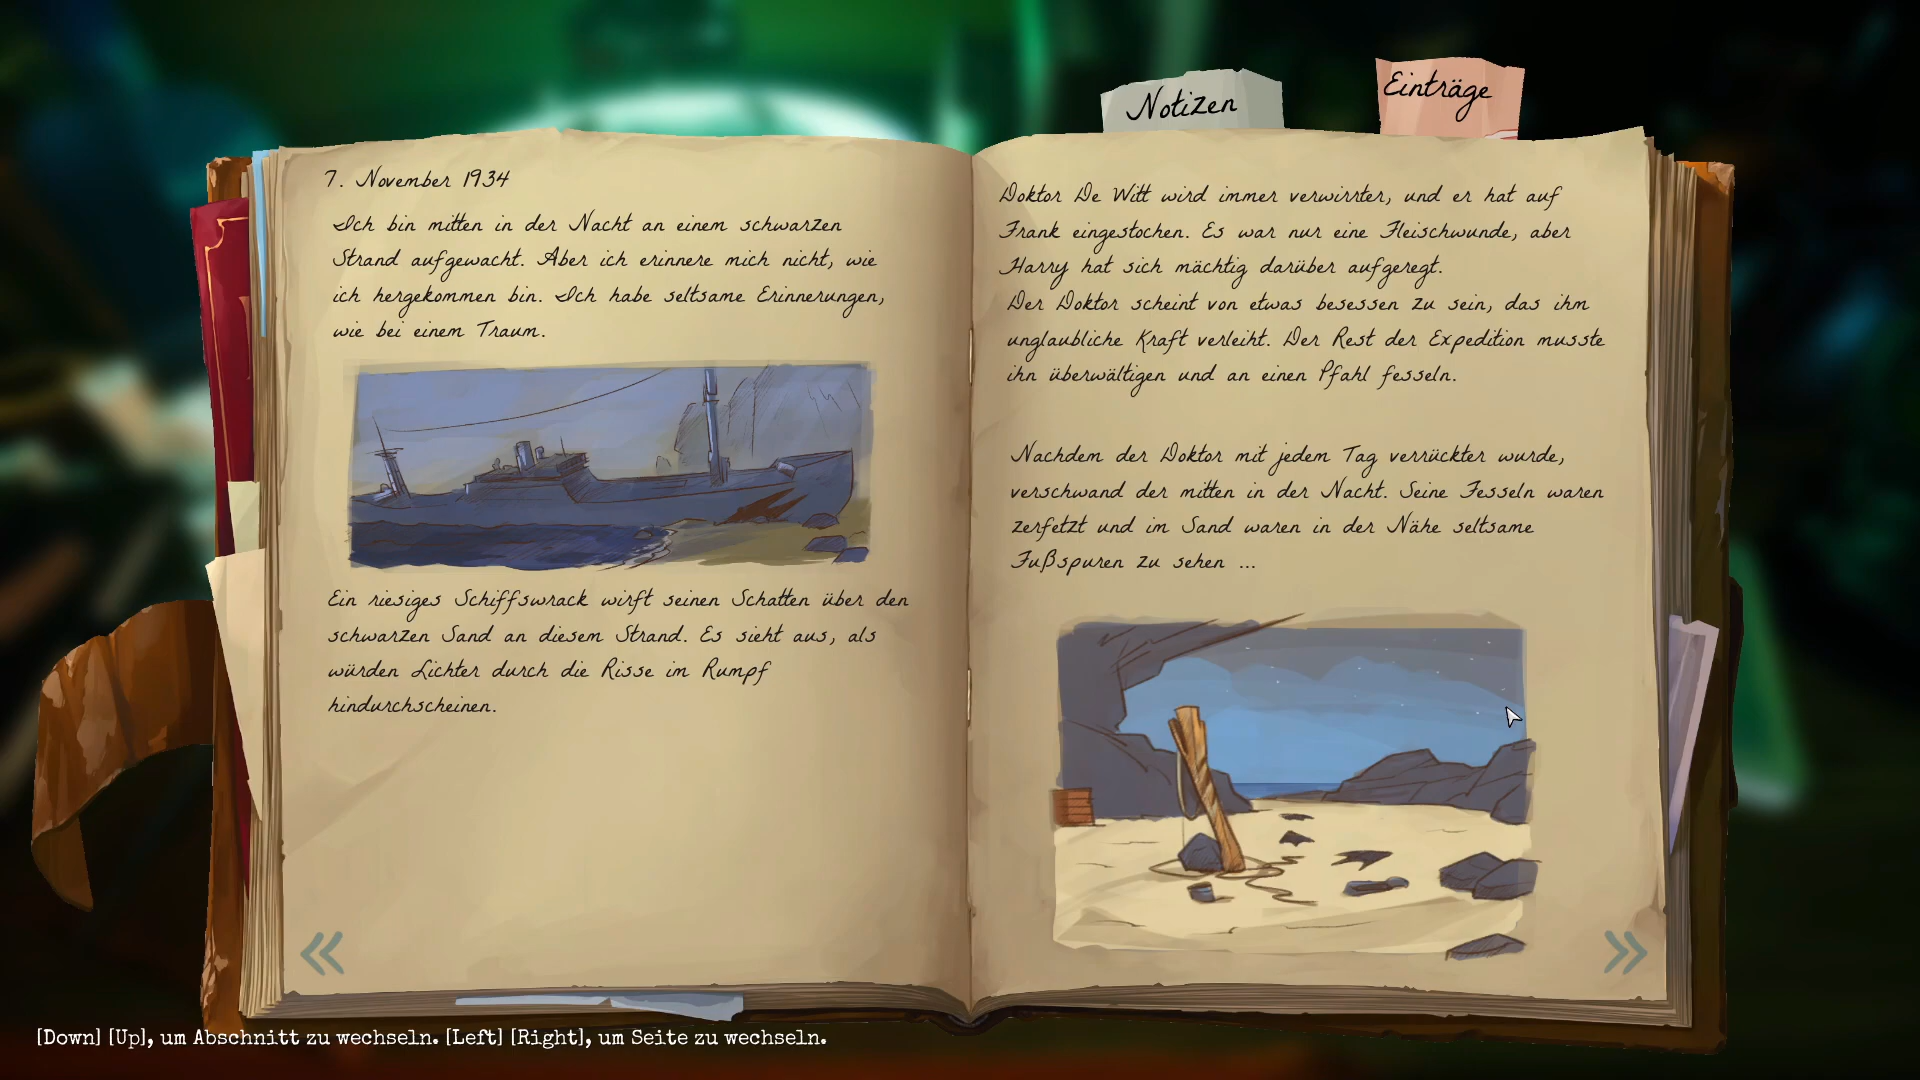 Notizen
Einträge
7. November 1934
Ich bin mitten in der Nacht an einem schwarzen
Strand aufgewacht. Aber ich erinnere mich nicht, wie
ich hergekommen bin. Ich habe seltsame Erinnerungen,
wie bei einem Traum.
Ein riesiges Schiffswrack wirft seinen Schatten über den
schwarzen Sand an diesem Strand. Es sieht aus, als
würden Lichter durch die Risse im Rumpf
hindurchscheinen.
Doktor De Witt wird immer verwirrter, und er hat auf
Frank eingestochen. Es war nur eine Fleischwunde, aber
Harry hat sich mächtig darüber aufgeregt.
Der Doktor scheint von etwas besessen zu sein, das ihm
unglaubliche Kraft verleiht. Der Rest der Expedition musste
ihn überwältigen und an einen Pfahl fesseln.
Nachdem der Doktor mit jedem Tag verrückter wurde,
verschwand der mitten in der Nacht. Seine Fesseln waren
zerfetzt und im Sand waren in der Nähe seltsame
Fußspuren zu sehen ...
[Down] [Up], um Abschnitt zu wechseln. [Left] [Right], um Seite zu wechseln.